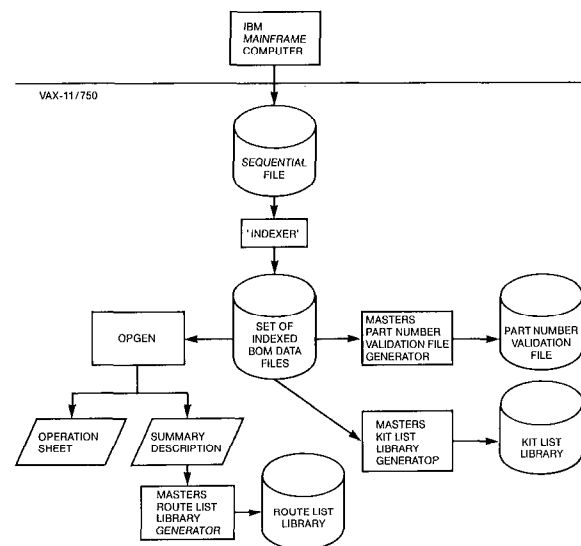 IBM
MAINFRAME
COMPUTER
VAX-11/750
SEQUENTIAL
FILE
'INDEXER'
SET OF
INDEXED
BOM DATA
FILES
MASTERS
PART NUMBER
VALIDATION FILE
GENERATOR
PART NUMBER
VALIDATION
FILE
OPGEN
OPERATION
SHEET
SUMMARY
DESCRIPTION
MASTERS
KIT LIST
LIBRARY
GENERATOP
KIT LIST
LIBRARY
MASTERS
ROUTE LIST
LIBRARY
GENERATOR
ROUTE LIST
LIBRARY